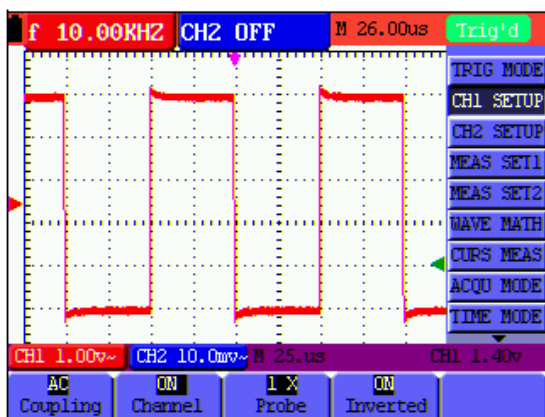 f 10.00KHZ CH2 OFF M 26.00us Trig'd
TRIG MODE
CH1 SETUP
CH2 SETUP
MEAS SET1
MEAS SET2
WAVE MATH
CURS MEAS
ACQU MODE
TIME MODE
CH1 1.00v~ CH2 10.0mv~ M 25.us CH1 1.40v
AC ON 1 X ON
Coupling Channel Probe Inverted